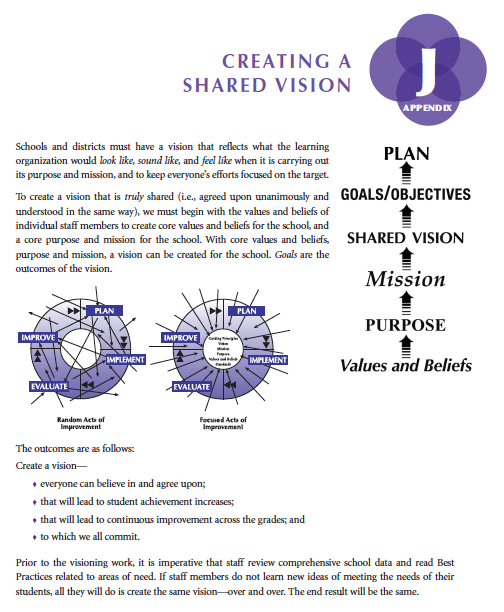 CREATING A
SHARED VISION
J
APPENDIX
Schools and districts must have a vision that reflects what the learning
organization would look like, sound like, and feel like when it is carrying out
its purpose and mission, and to keep everyone's efforts focused on the target.
To create a vision that is truly shared (i.e., agreed upon unanimously and
understood in the same way), we must begin with the values and beliefs of
individual staff members to create core values and beliefs for the school, and
a core purpose and mission for the school. With core values and beliefs,
purpose and mission, a vision can be created for the school. Goals are the
outcomes of the vision.
PLAN
GOALS/OBJECTIVES
SHARED VISION
Mission
PURPOSE
Values and Beliefs
PLAN
IMPROVE
IMPLEMENT
EVALUATE
Random Acts of
Improvement
PLAN
IMPROVE
Guiding Principles
Vision
Mission
Purpose
Values and Beliefs
Standards
IMPLEMENT
EVALUATE
Focused Acts of
Improvement
The outcomes are as follows:
Create a vision—
♦ everyone can believe in and agree upon;
♦ that will lead to student achievement increases;
♦ that will lead to continuous improvement across the grades; and
♦ to which we all commit.
Prior to the visioning work, it is imperative that staff review comprehensive school data and read Best
Practices related to areas of need. If staff members do not learn new ideas of meeting the needs of their
students, all they will do is create the same vision—over and over. The end result will be the same.